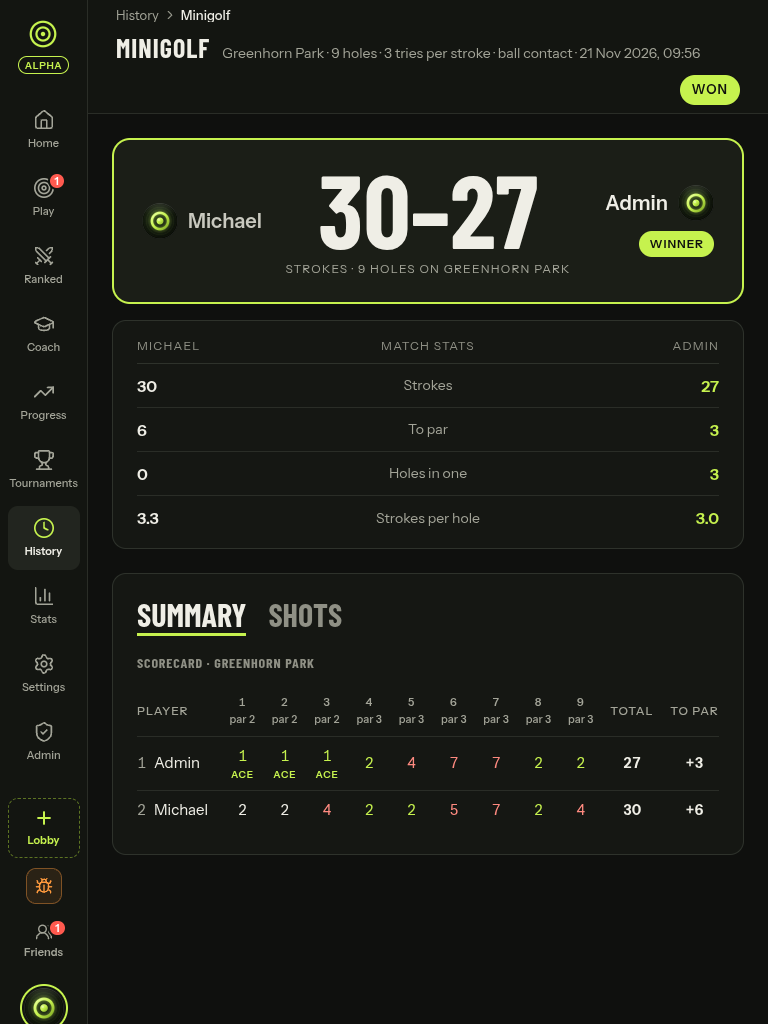 History > Minigolf
MINIGOLF Greenhorn Park · 9 holes · 3 tries per stroke · ball contact · 21 Nov 2026, 09:56
WON
ALPHA
Home
1
Play
Ranked
Coach
Progress
Tournaments
History
Stats
Settings
Admin
Lobby
1
Friends
Michael
30–27
STROKES · 9 HOLES ON GREENHORN PARK
Admin
WINNER
MICHAEL MATCH STATS ADMIN
30 Strokes 27
6 To par 3
0 Holes in one 3
3.3 Strokes per hole 3.0
SUMMARY SHOTS
SCORECARD · GREENHORN PARK
PLAYER 1 2 3 4 5 6 7 8 9 TOTAL TO PAR
par 2 par 2 par 2 par 3 par 3 par 3 par 3 par 3 par 3
1 Admin 1 1 1 2 4 7 7 2 2 27 +3
ACE ACE ACE
2 Michael 2 2 4 2 2 5 7 2 4 30 +6